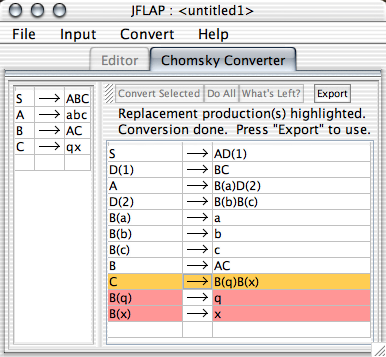 JFLAP : <untitled1>
File Input Convert Help
Editor Chomsky Converter
S → ABC
A → abc
B → AC
C → qx
Convert Selected Do All What's Left? Export
Replacement production(s) highlighted.
Conversion done. Press "Export" to use.
S → AD(1)
D(1) → BC
A → B(a)D(2)
D(2) → B(b)B(c)
B(a) → a
B(b) → b
B(c) → c
B → AC
C → B(q)B(x)
B(q) → q
B(x) → x